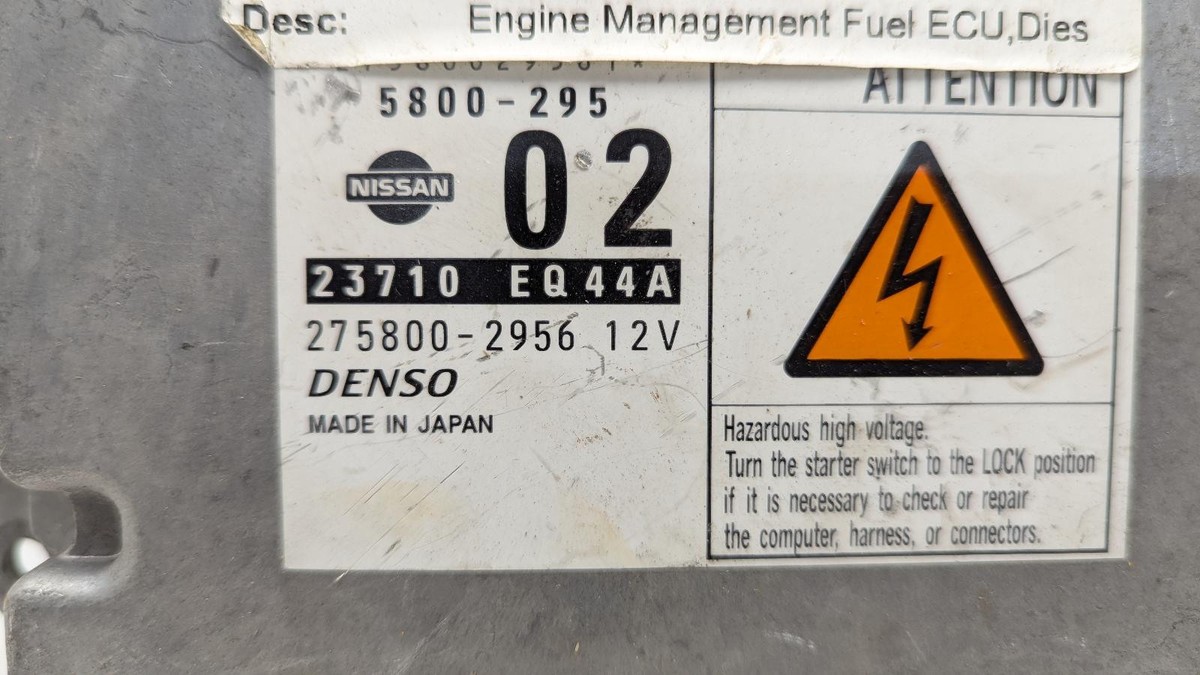 Desc: Engine Management Fuel ECU,Dies
5800-295
NISSAN
02
23710 EQ44A
275800-2956 12V
DENSO
MADE IN JAPAN
ATTENTION
Hazardous high voltage.
Turn the starter switch to the LOCK position
if it is necessary to check or repair
the computer, harness, or connectors.